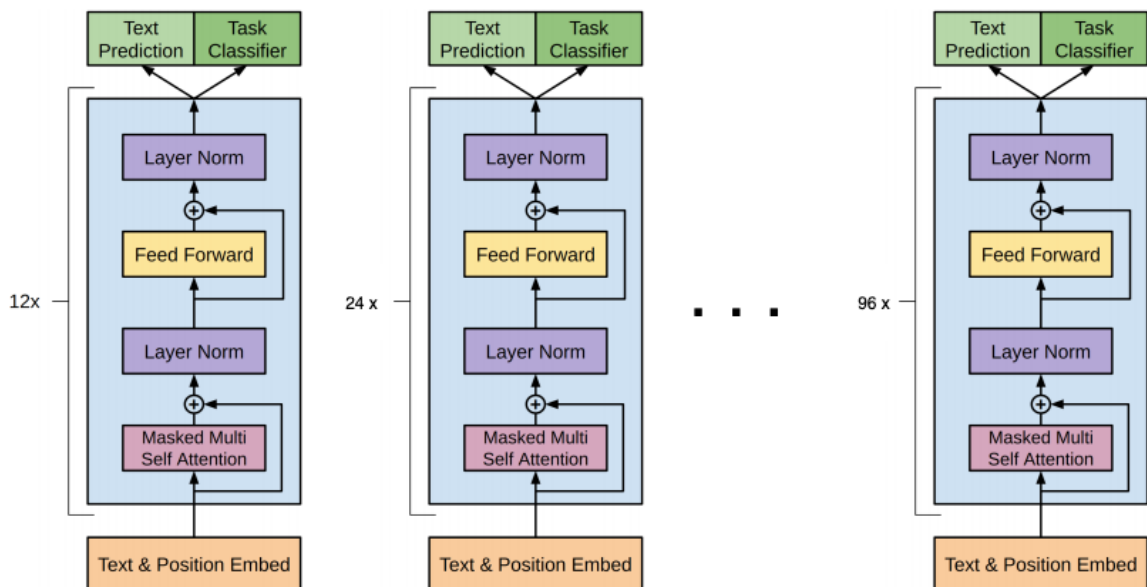 Text
Prediction
Task
Classifier
Layer Norm
Feed Forward
12x
Layer Norm
Masked Multi
Self Attention
Text & Position Embed
Text
Prediction
Task
Classifier
Layer Norm
Feed Forward
24 x
Layer Norm
Masked Multi
Self Attention
Text & Position Embed
. . .
Text
Prediction
Task
Classifier
Layer Norm
Feed Forward
96 x
Layer Norm
Masked Multi
Self Attention
Text & Position Embed